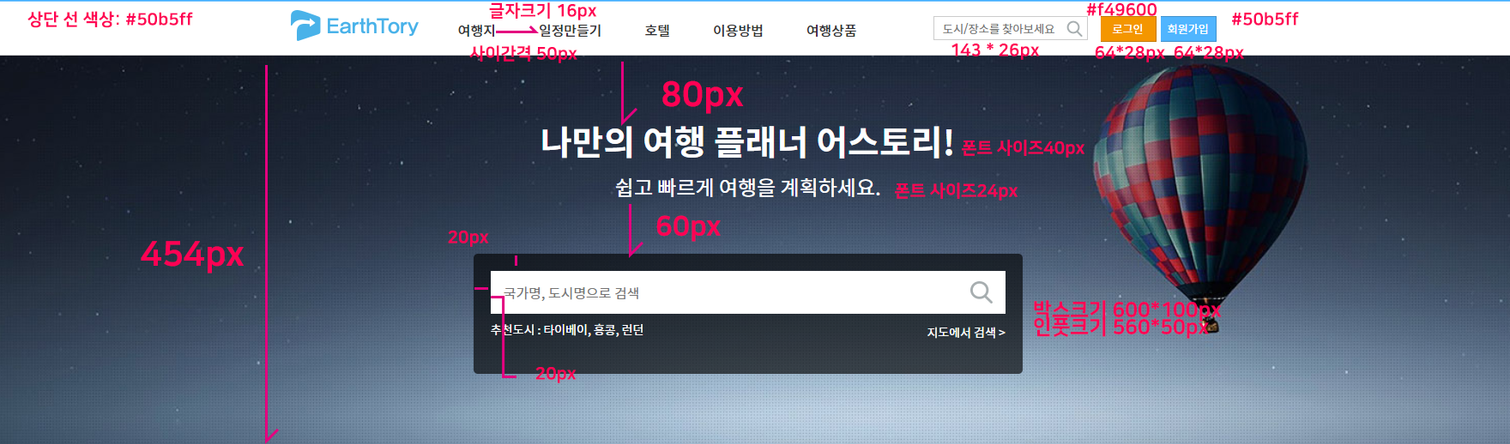 상단 선 색상: #50b5ff
글자크기 16px
#f49600
#50b5ff
EarthTory
여행지
일정만들기
호텔
이용방법
여행상품
도시/장소를 찾아보세요
로그인
회원가입
사이간격 50px
143 * 26px
64*28px
64*28px
80px
나만의 여행 플래너 어스토리!
폰트 사이즈40px
쉽고 빠르게 여행을 계획하세요.
폰트 사이즈24px
60px
20px
454px
국가명, 도시명으로 검색
박스크기 600*100px
인풋크기 560*50px
추천도시 : 타이베이, 홍콩, 런던
지도에서 검색 >
20px